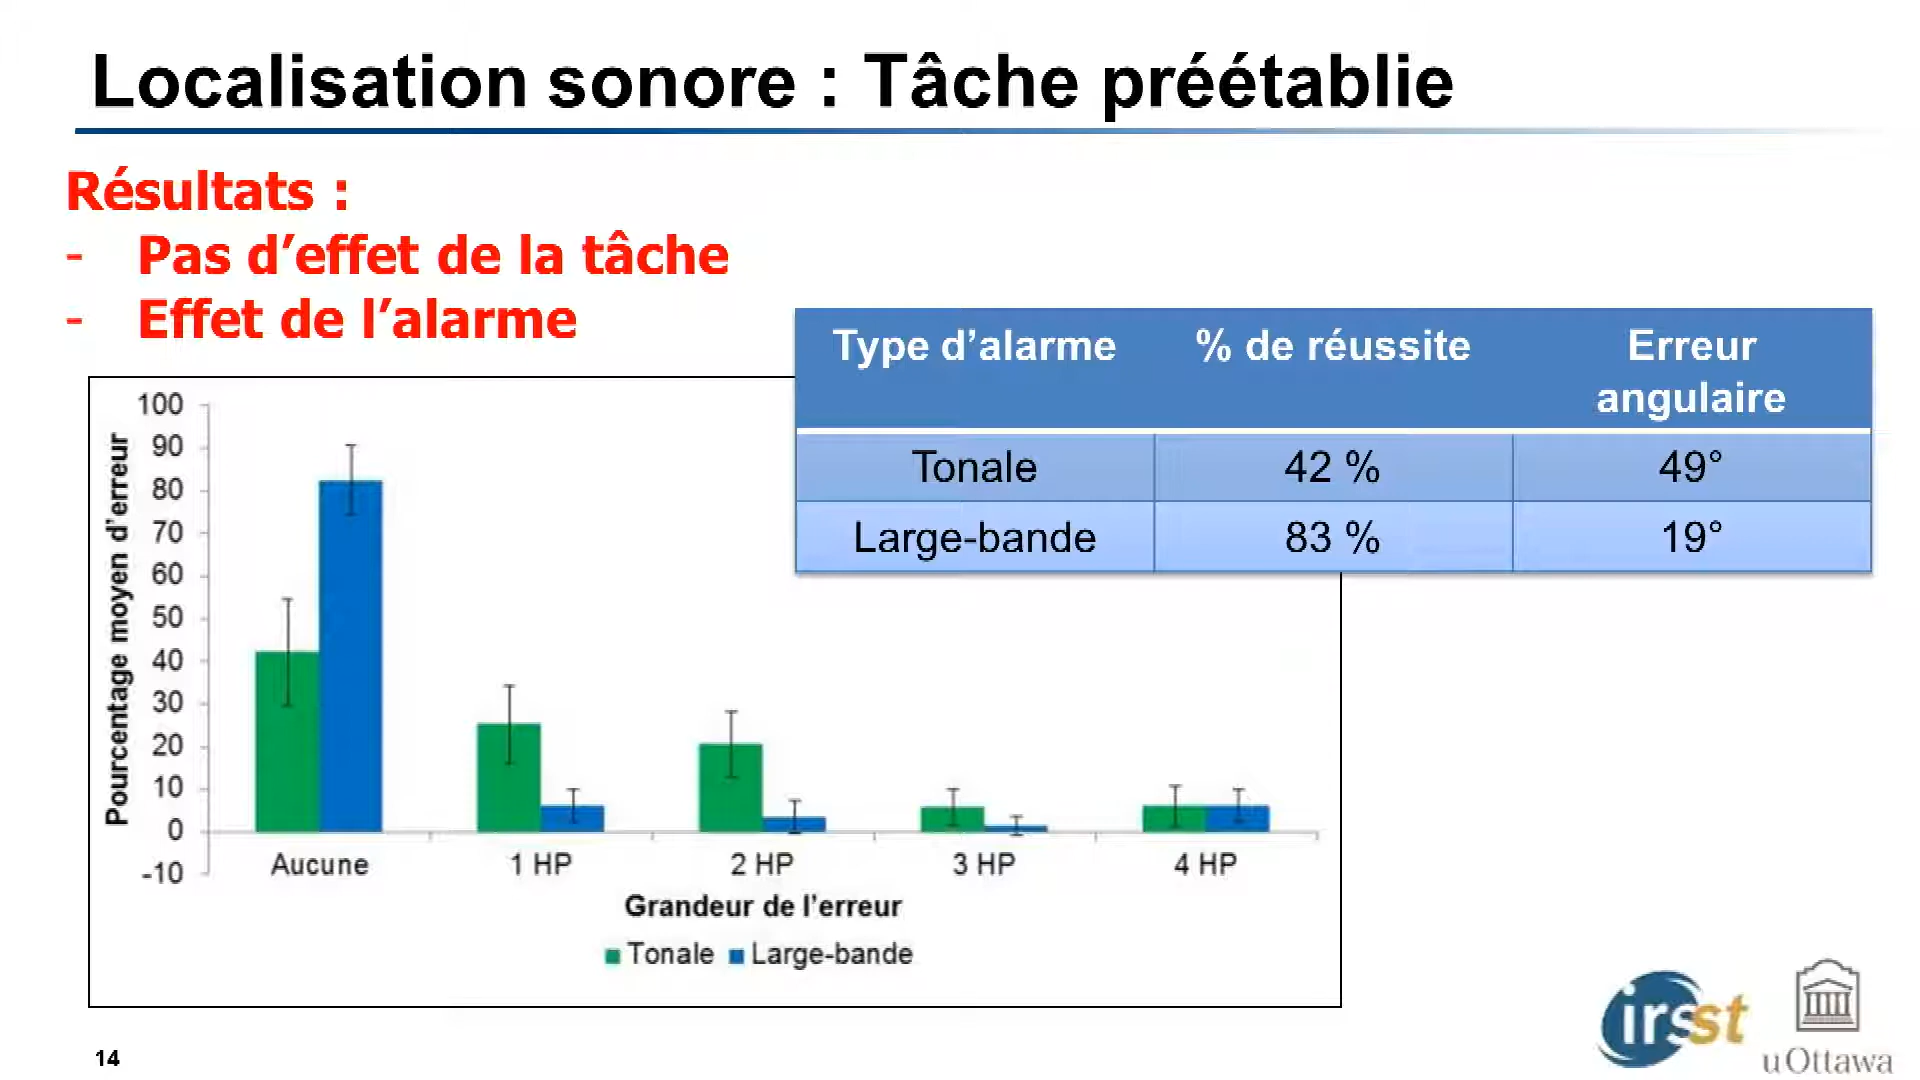 Localisation sonore : Tâche préétablie
Résultats :
- Pas d’effet de la tâche
- Effet de l’alarme
Type d’alarme % de réussite Erreur angulaire
Tonale 42 % 49°
Large-bande 83 % 19°
Pourcentage moyen d’erreur
100
90
80
70
60
50
40
30
20
10
0
-10
Aucune 1 HP 2 HP 3 HP 4 HP
Grandeur de l’erreur
Tonale Large-bande
14
irsst
uOttawa